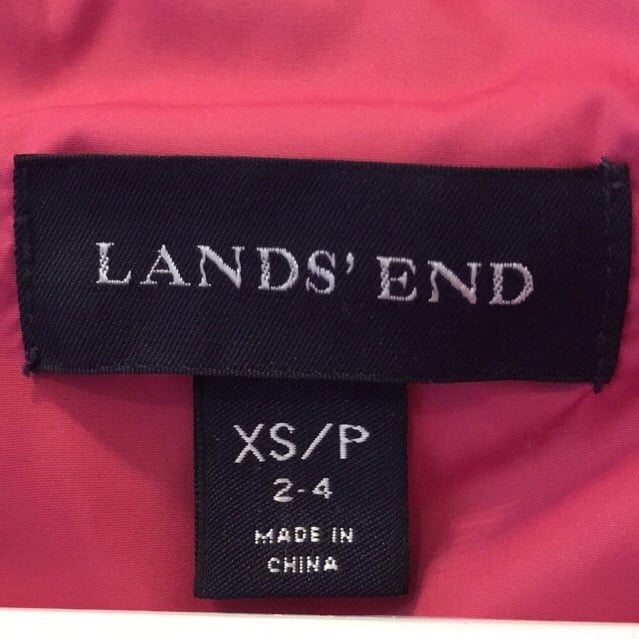 LANDS' END
XS/P
2-4
MADE IN
CHINA